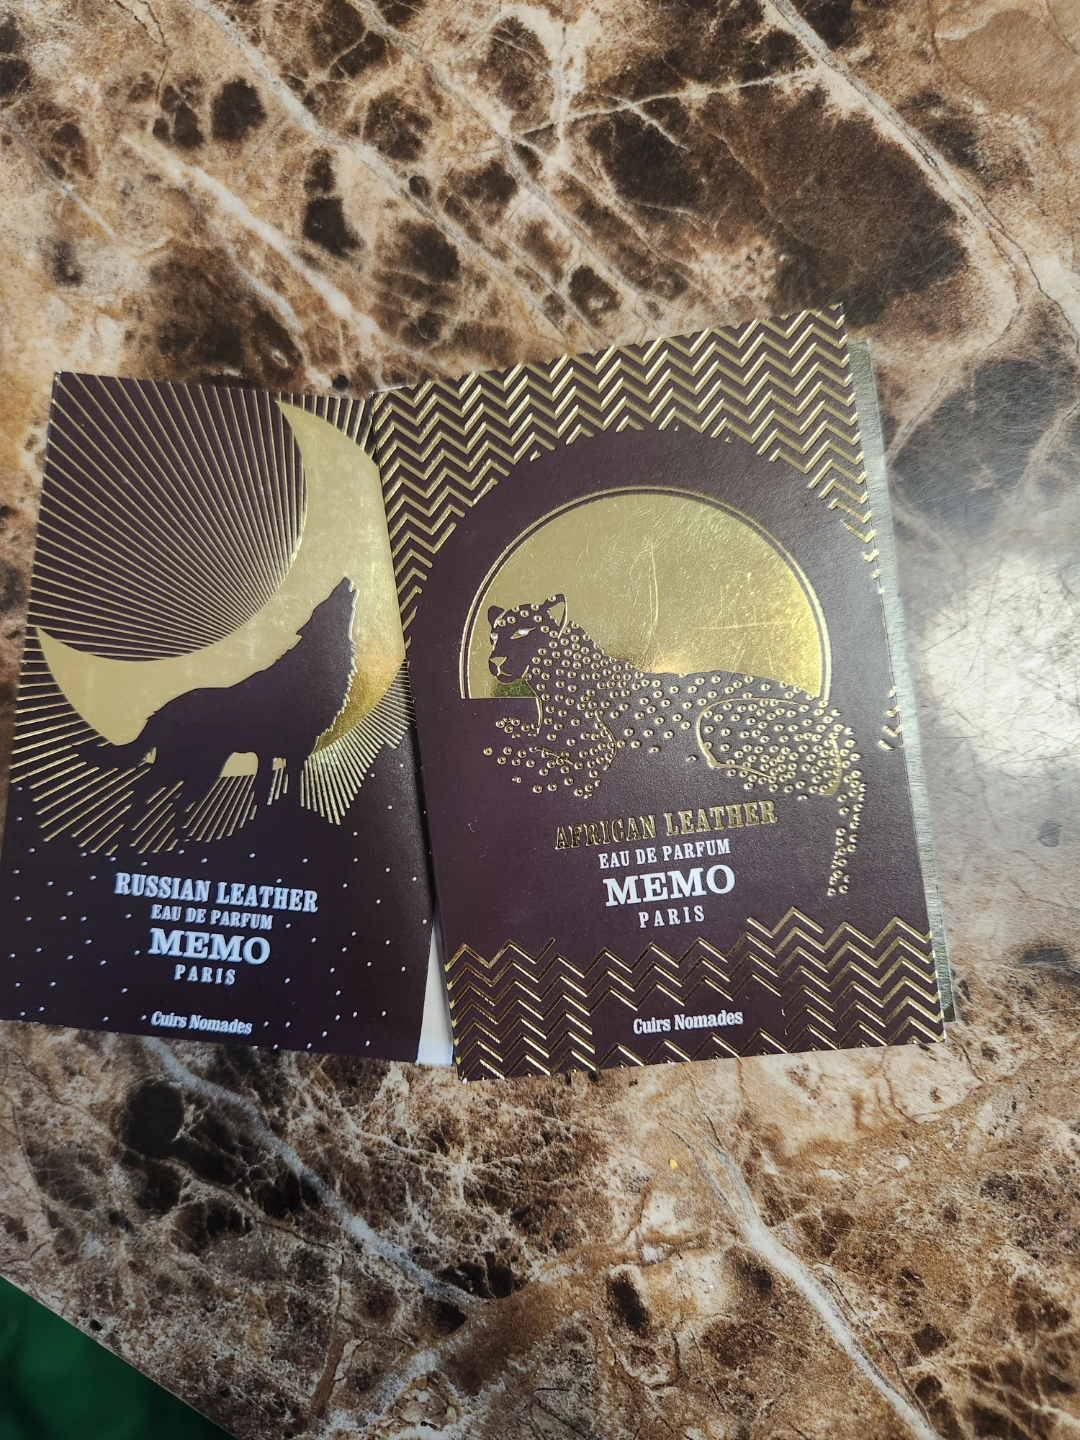 RUSSIAN LEATHER
EAU DE PARFUM
MEMO
PARIS
Cuirs Nomades
AFRICAN LEATHER
EAU DE PARFUM
MEMO
PARIS
Cuirs Nomades